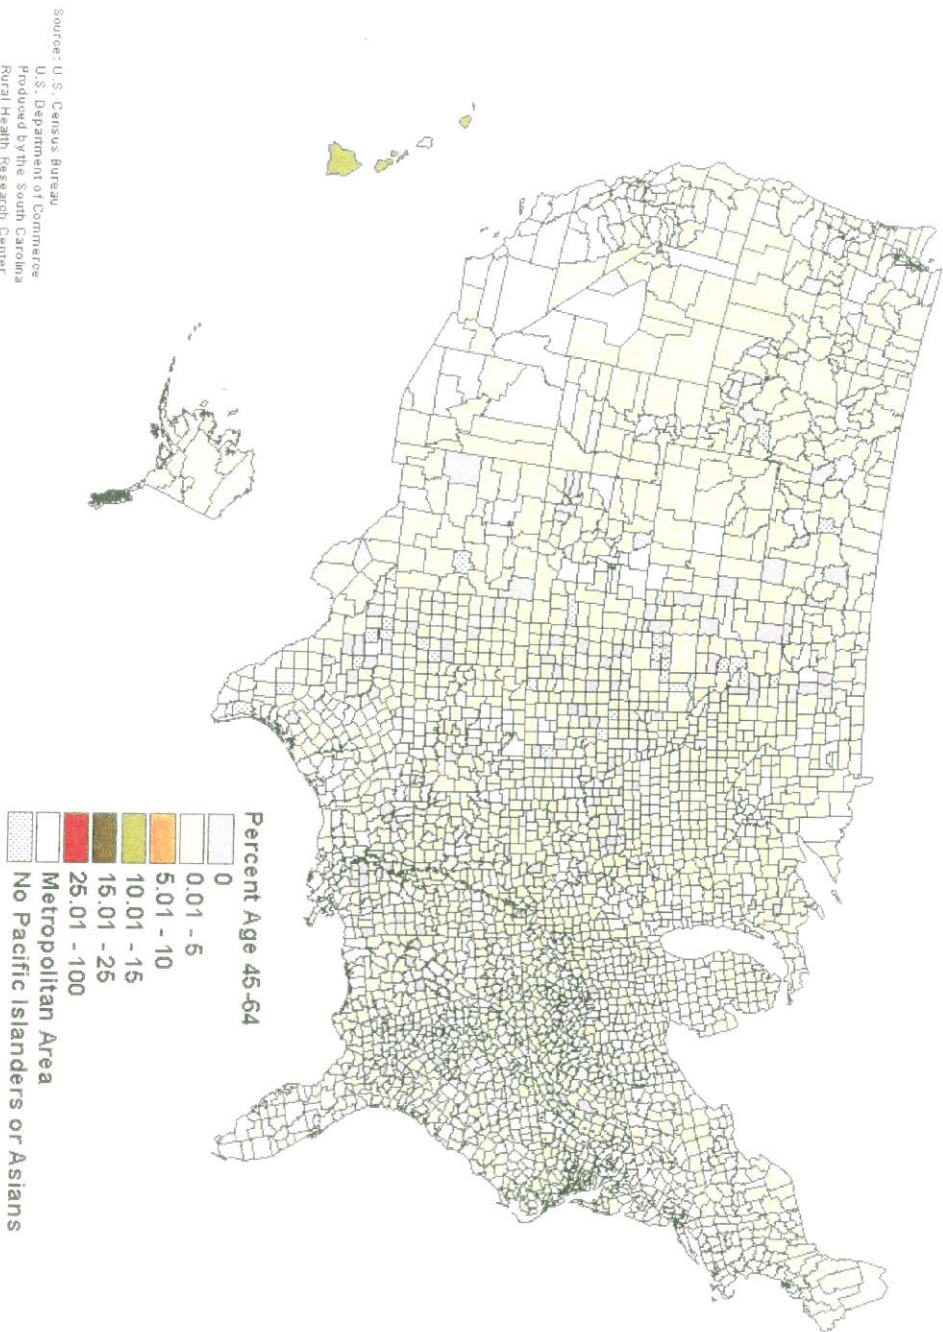 Percent Age 45-64
0
0.01 - 5
5.01 - 10
10.01 - 15
15.01 - 25
25.01 - 100
Metropolitan Area
No Pacific Islanders or Asians
Source: U.S. Census Bureau
U.S. Department of Commerce
Produced by the South Carolina
Rural Health Research Center